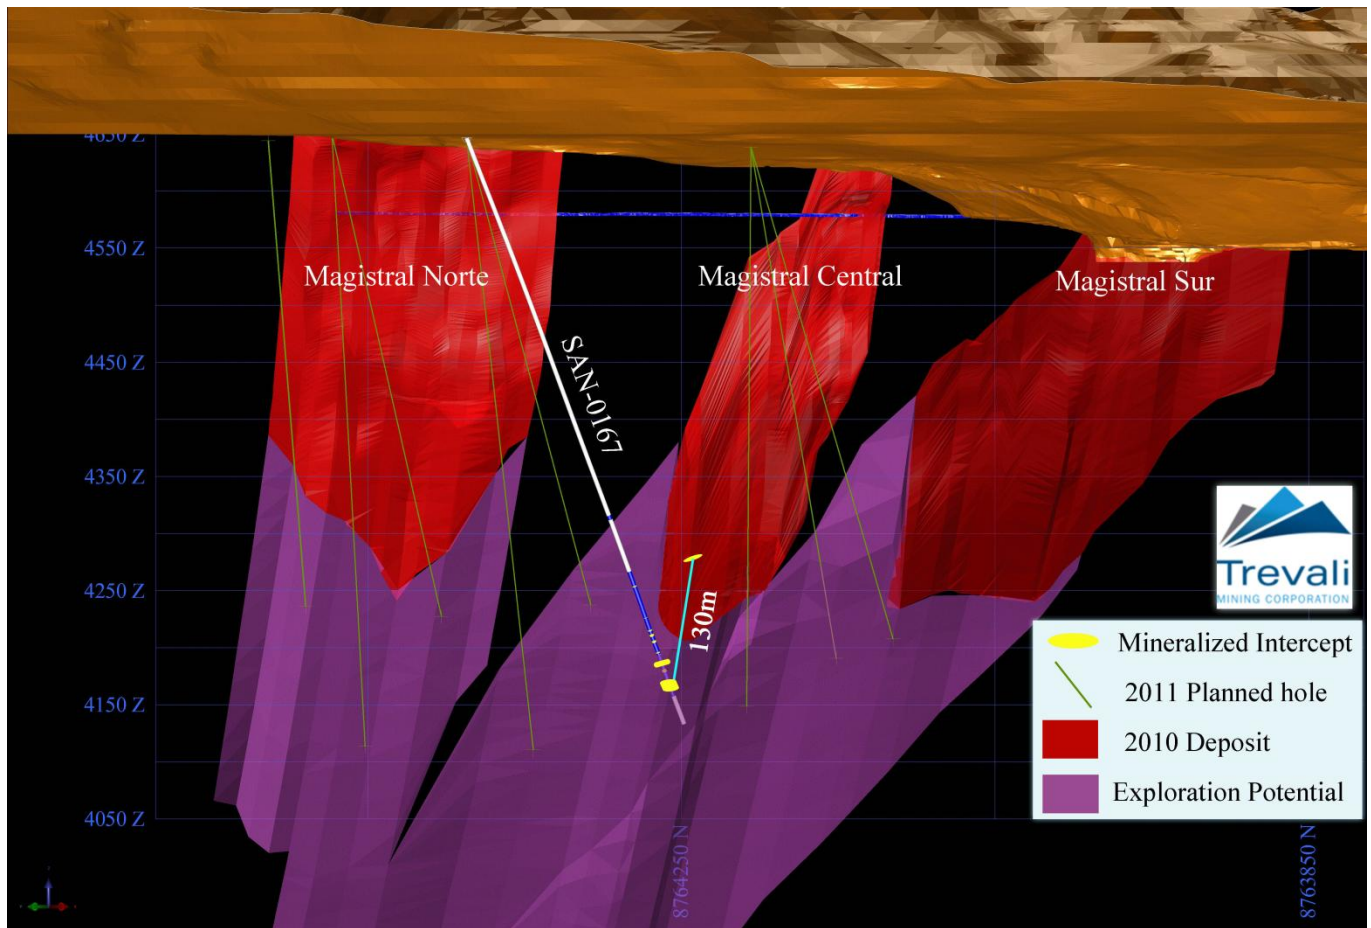 4650 Z
4550 Z
Magistral Norte
Magistral Central
Magistral Sur
4450 Z
SAN-0167
4350 Z
4250 Z
130m
4150 Z
4050 Z
8764250 N
8763850 N
Trevali
MINING CORPORATION
Mineralized Intercept
2011 Planned hole
2010 Deposit
Exploration Potential